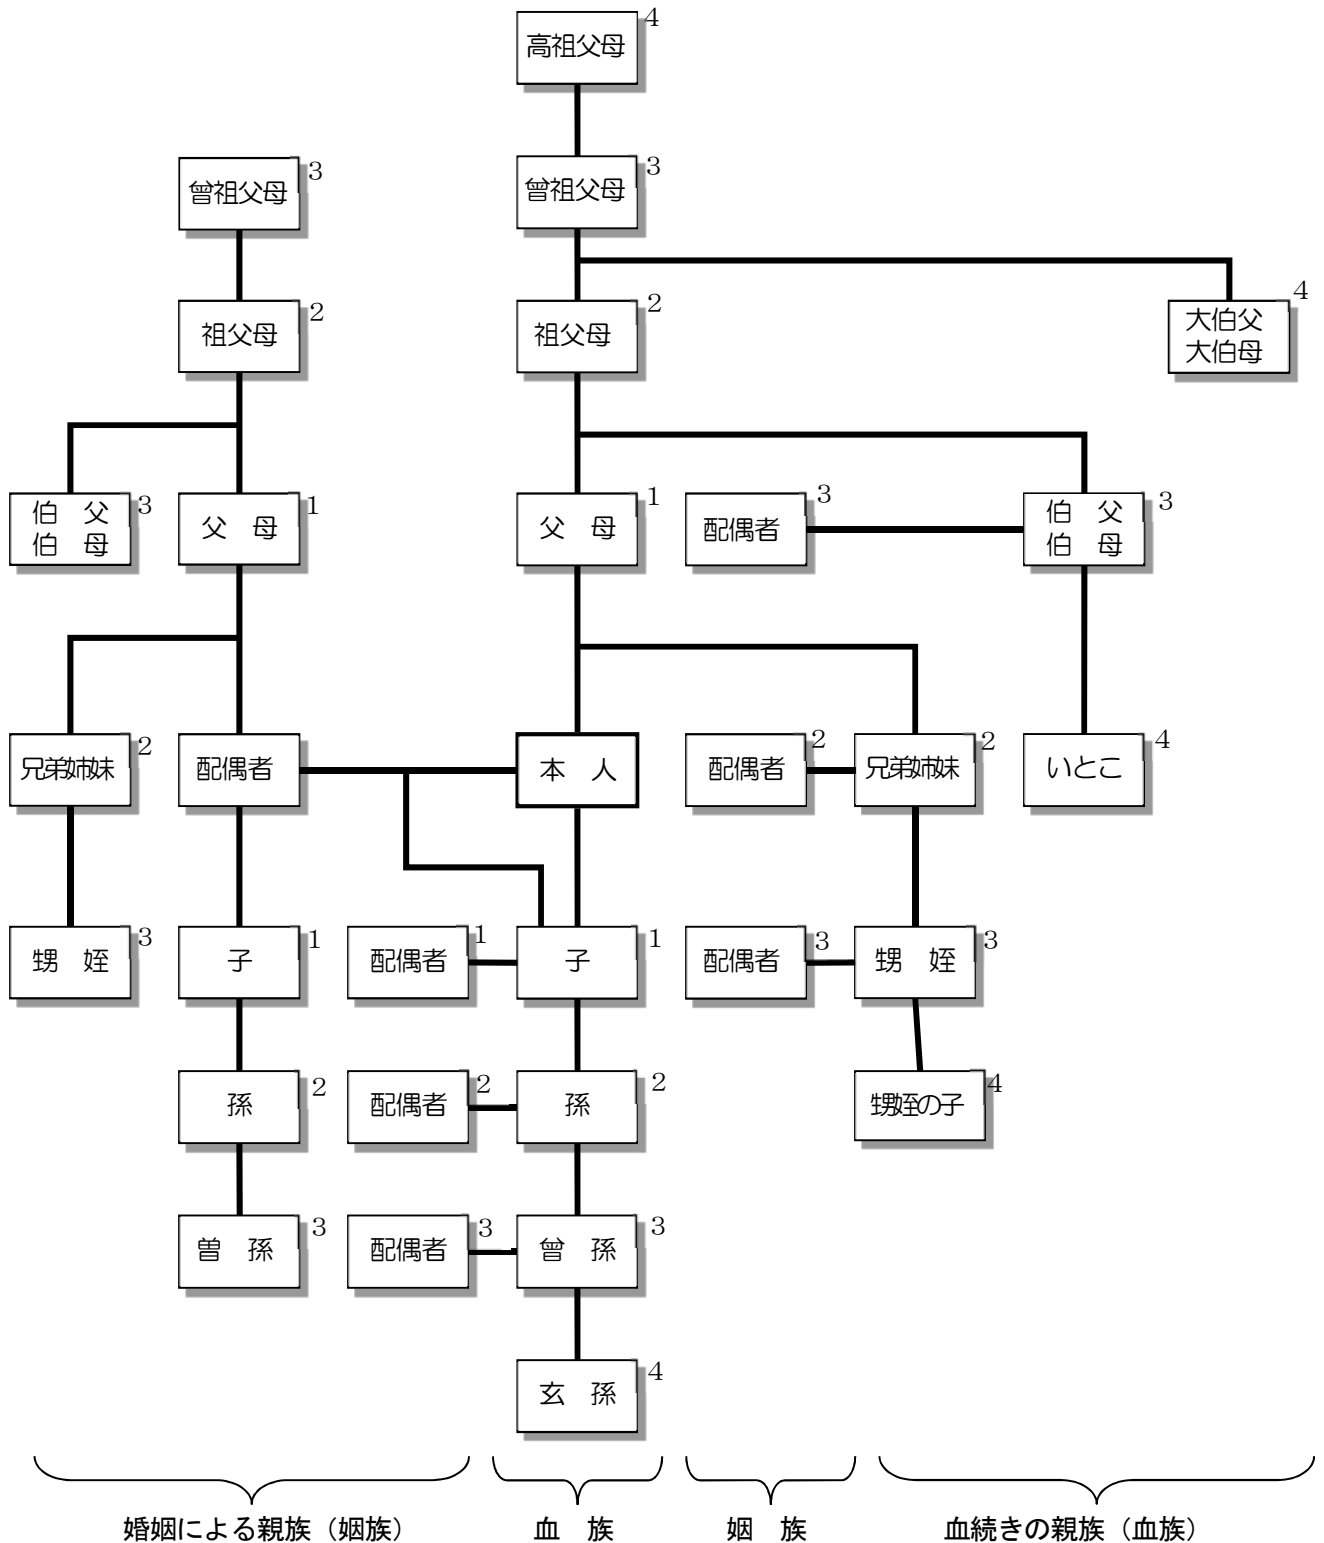 高祖父母
4
曾祖父母
3
曾祖父母
3
祖父母
2
祖父母
2
大伯父
大伯母
4
伯　父
伯　母
3
父　母
1
父　母
1
配偶者
3
伯　父
伯　母
3
兄弟姉妹
2
配偶者
本　人
配偶者
2
兄弟姉妹
2
いとこ
4
甥　姪
3
子
1
配偶者
1
子
1
配偶者
3
甥　姪
3
孫
2
配偶者
2
孫
2
甥姪の子
4
曽　孫
3
配偶者
3
曾　孫
3
玄　孫
4
婚姻による親族（姻族）
血　族
姻　族
血続きの親族（血族）